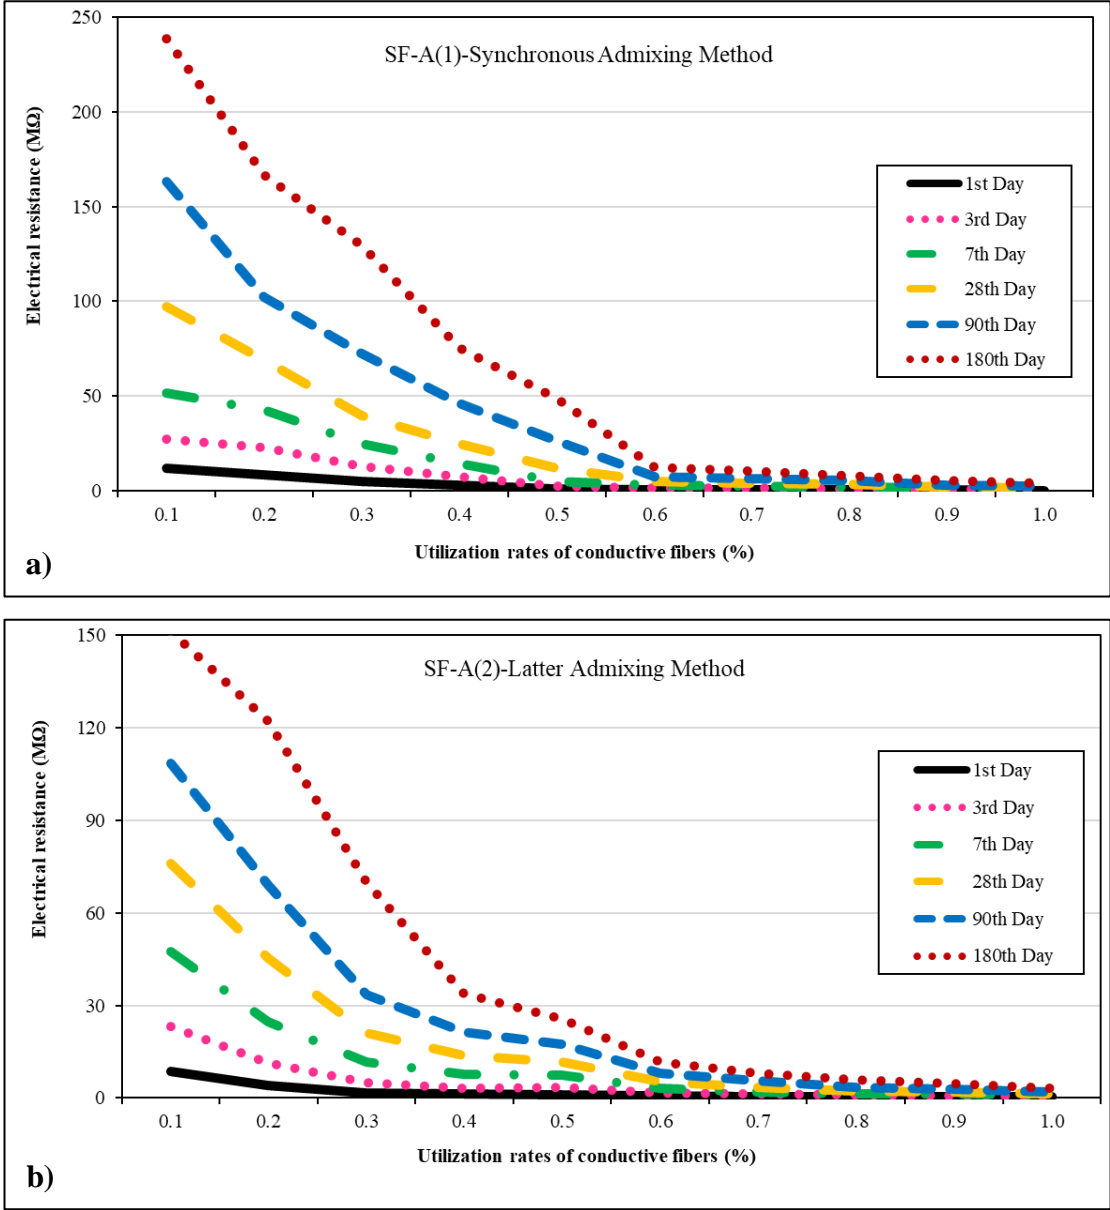 250
SF-A(1)-Synchronous Admixing Method
200
150
100
50
0
Electrical resistance (MΩ)
1st Day
3rd Day
7th Day
28th Day
90th Day
180th Day
0.1 0.2 0.3 0.4 0.5 0.6 0.7 0.8 0.9 1.0
Utilization rates of conductive fibers (%)
a)
150
SF-A(2)-Latter Admixing Method
120
90
60
30
0
Electrical resistance (MΩ)
1st Day
3rd Day
7th Day
28th Day
90th Day
180th Day
0.1 0.2 0.3 0.4 0.5 0.6 0.7 0.8 0.9 1.0
Utilization rates of conductive fibers (%)
b)